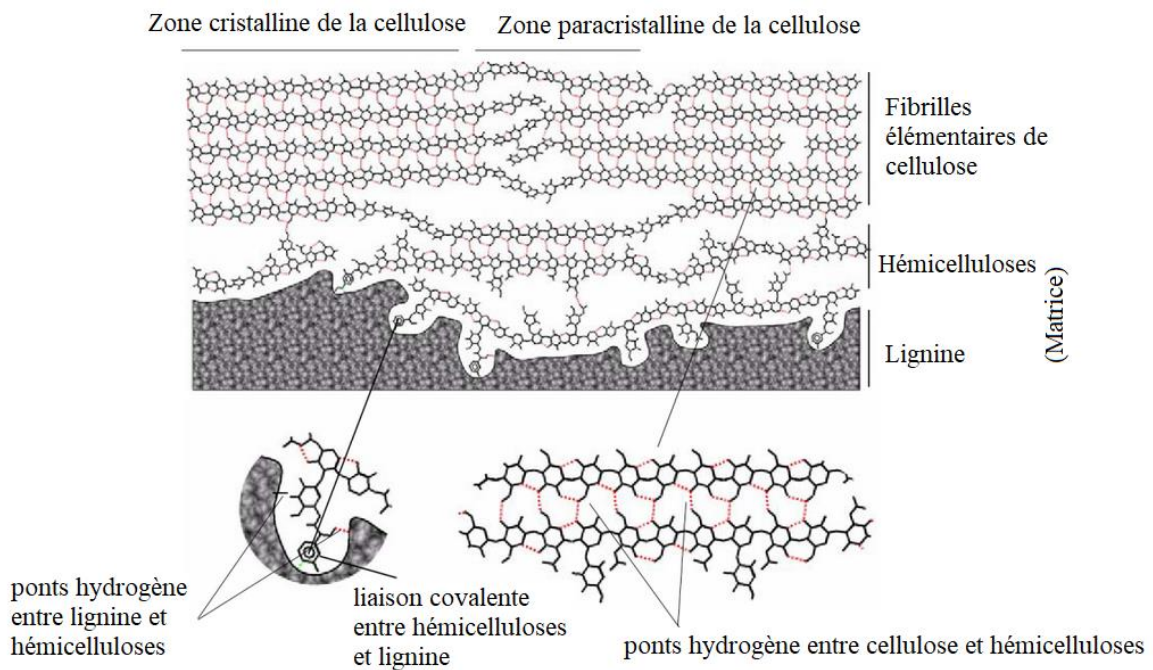 Zone cristalline de la cellulose
Zone paracristalline de la cellulose
Fibrilles
élémentaires de
cellulose
Hémicelluloses
(Matrice)
Lignine
ponts hydrogène
entre lignine et
hémicelluloses
liaison covalente
entre hémicelluloses
et lignine
ponts hydrogène entre cellulose et hémicelluloses